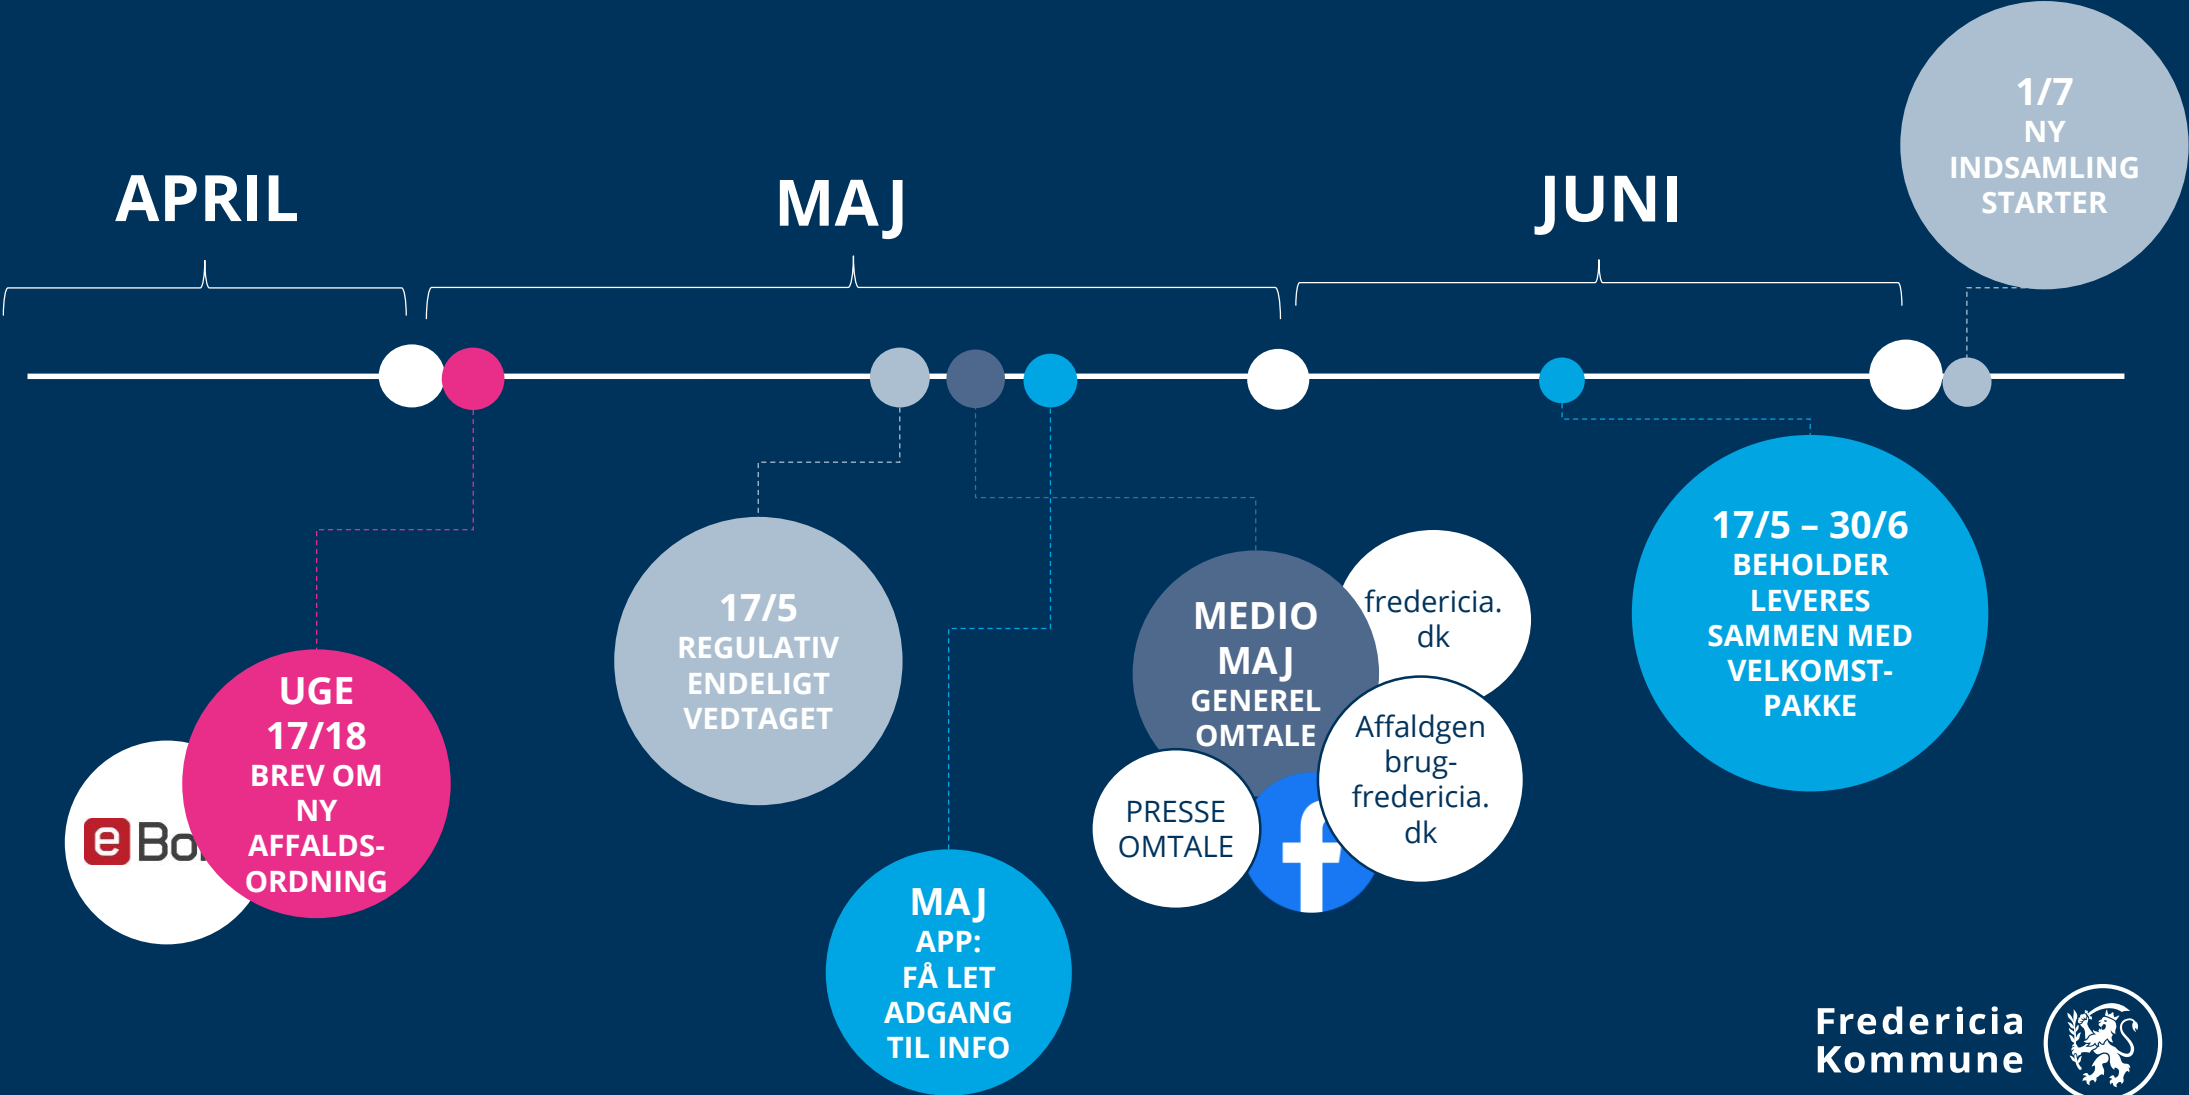 APRIL
MAJ
JUNI
1/7
NY
INDSAMLING
STARTER
UGE
17/18
BREV OM
NY
AFFALDS-
ORDNING
e Bo
17/5
REGULATIV
ENDELIGT
VEDTAGET
MAJ
APP:
FÅ LET
ADGANG
TIL INFO
MEDIO
MAJ
GENEREL
OMTALE
fredericia.
dk
Affaldgen
brug-
fredericia.
dk
PRESSE
OMTALE
f
17/5 – 30/6
BEHOLDER
LEVERES
SAMMEN MED
VELKOMST-
PAKKE
Fredericia
Kommune